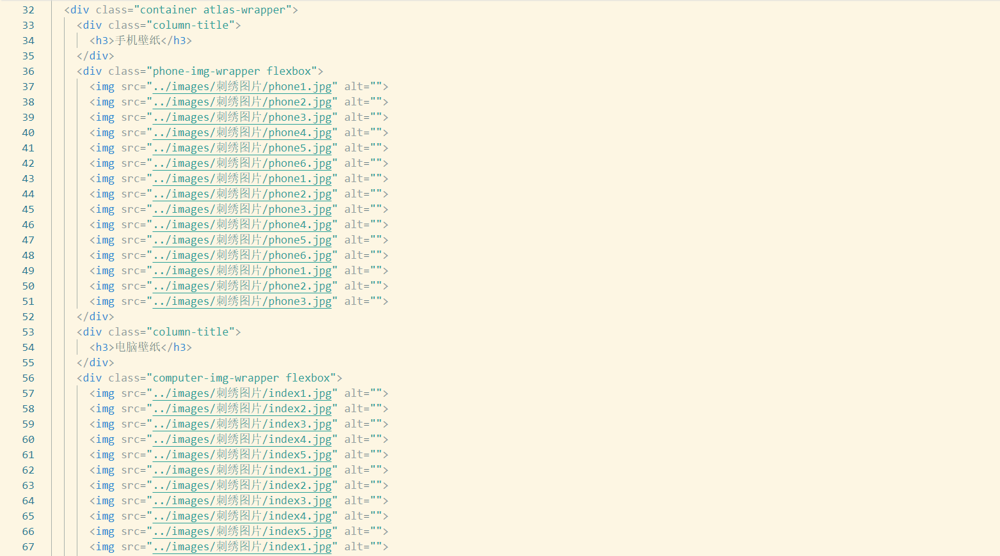 32 <div class="container atlas-wrapper">
33 <div class="column-title">
34 <h3>手机壁纸</h3>
35 </div>
36 <div class="phone-img-wrapper flexbox">
37 <img src="../images/刺绣图片/phone1.jpg" alt="">
38 <img src="../images/刺绣图片/phone2.jpg" alt="">
39 <img src="../images/刺绣图片/phone3.jpg" alt="">
40 <img src="../images/刺绣图片/phone4.jpg" alt="">
41 <img src="../images/刺绣图片/phone5.jpg" alt="">
42 <img src="../images/刺绣图片/phone6.jpg" alt="">
43 <img src="../images/刺绣图片/phone1.jpg" alt="">
44 <img src="../images/刺绣图片/phone2.jpg" alt="">
45 <img src="../images/刺绣图片/phone3.jpg" alt="">
46 <img src="../images/刺绣图片/phone4.jpg" alt="">
47 <img src="../images/刺绣图片/phone5.jpg" alt="">
48 <img src="../images/刺绣图片/phone6.jpg" alt="">
49 <img src="../images/刺绣图片/phone1.jpg" alt="">
50 <img src="../images/刺绣图片/phone2.jpg" alt="">
51 <img src="../images/刺绣图片/phone3.jpg" alt="">
52 </div>
53 <div class="column-title">
54 <h3>电脑壁纸</h3>
55 </div>
56 <div class="computer-img-wrapper flexbox">
57 <img src="../images/刺绣图片/index1.jpg" alt="">
58 <img src="../images/刺绣图片/index2.jpg" alt="">
59 <img src="../images/刺绣图片/index3.jpg" alt="">
60 <img src="../images/刺绣图片/index4.jpg" alt="">
61 <img src="../images/刺绣图片/index5.jpg" alt="">
62 <img src="../images/刺绣图片/index1.jpg" alt="">
63 <img src="../images/刺绣图片/index2.jpg" alt="">
64 <img src="../images/刺绣图片/index3.jpg" alt="">
65 <img src="../images/刺绣图片/index4.jpg" alt="">
66 <img src="../images/刺绣图片/index5.jpg" alt="">
67 <img src="../images/刺绣图片/index1.jpg" alt="">